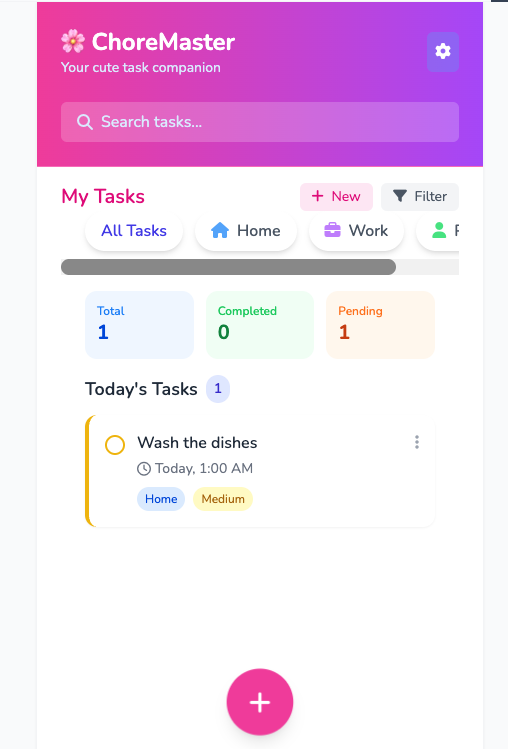 🌸 ChoreMaster
Your cute task companion
Search tasks...
My Tasks
+ New
Filter
All Tasks
Home
Work
Total
1
Completed
0
Pending
1
Today's Tasks 1
Wash the dishes
Today, 1:00 AM
Home
Medium